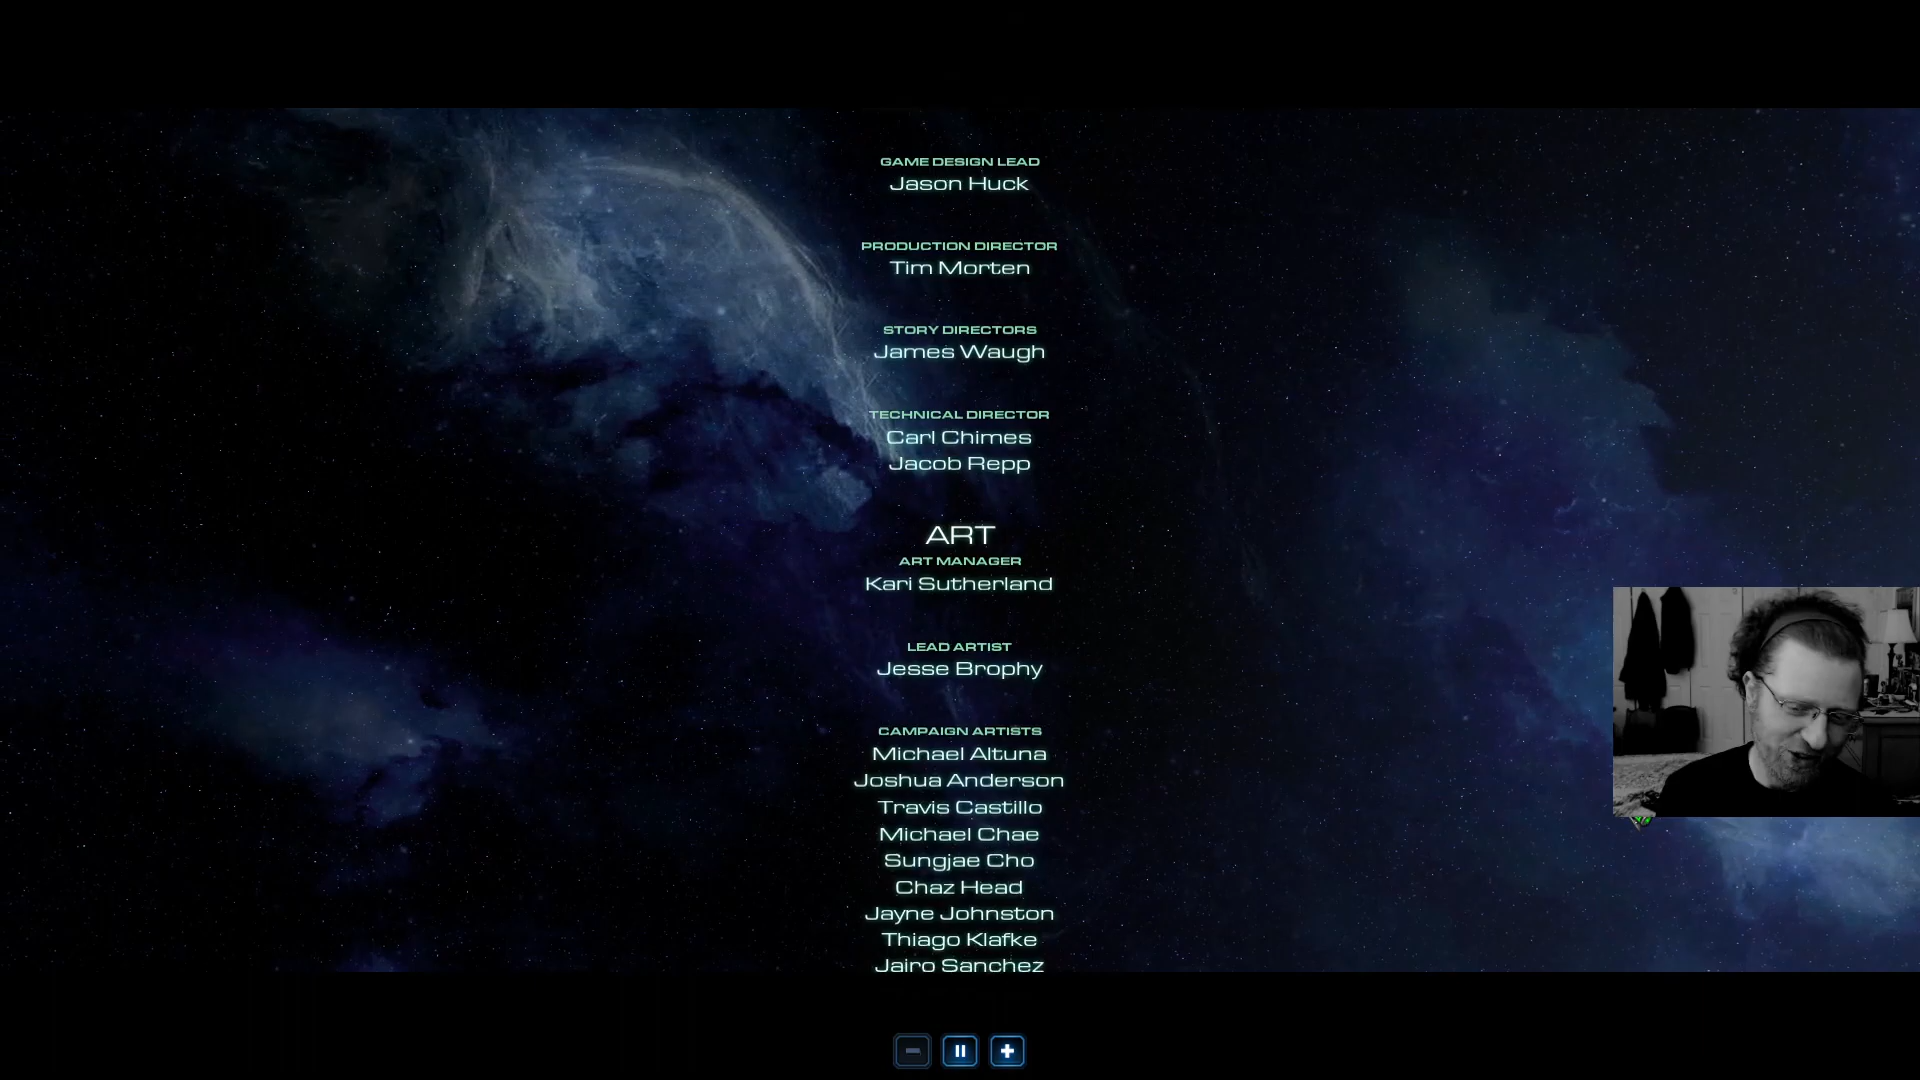 GAME DESIGN LEAD
Jason Huck
PRODUCTION DIRECTOR
Tim Morten
STORY DIRECTORS
James Waugh
TECHNICAL DIRECTOR
Carl Chimes
Jacob Repp
ART
ART MANAGER
Kari Sutherland
LEAD ARTIST
Jesse Brophy
CAMPAIGN ARTISTS
Michael Altuna
Joshua Anderson
Travis Castillo
Michael Chae
Sungjae Cho
Chaz Head
Jayne Johnston
Thiago Klafke
Jairo Sanchez